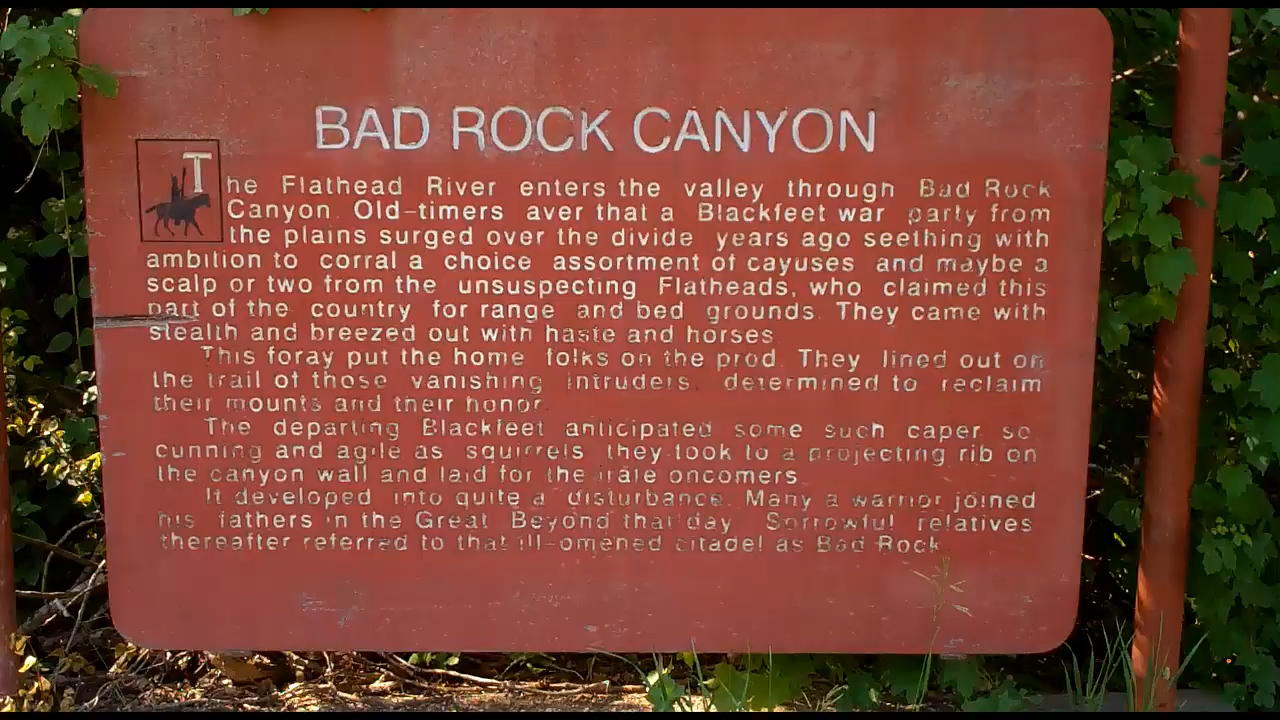 BAD ROCK CANYON
The Flathead River enters the valley through Bad Rock
Canyon. Old-timers aver that a Blackfeet war party from
the plains surged over the divide years ago seething with
ambition to corral a choice assortment of cayuses and maybe a
scalp or two from the unsuspecting Flatheads, who claimed this
part of the country for range and bed grounds. They came with
stealth and breezed out with haste and horses
This foray put the home folks on the prod. They lined out on
the trail of those vanishing intruders, determined to reclaim
their mounts and their honor.
The departing Blackfeet anticipated some such caper so
cunning and agile as squirrels they took to a projecting rib on
the canyon wall and laid for the irate oncomers
It developed into quite a disturbance. Many a warrior joined
his fathers in the Great Beyond that day Sorrowful relatives
thereafter referred to that ill-omened citadel as Bad Rock